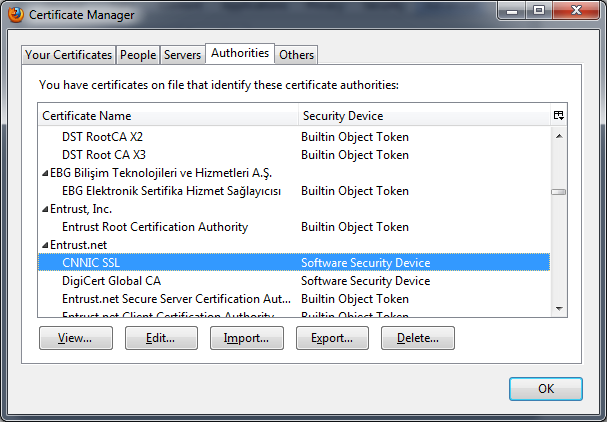 Certificate Manager
Your Certificates People Servers Authorities Others
You have certificates on file that identify these certificate authorities:
Certificate Name Security Device
DST RootCA X2 Builtin Object Token
DST Root CA X3 Builtin Object Token
EBG Bilişim Teknolojileri ve Hizmetleri A.Ş.
EBG Elektronik Sertifika Hizmet Sağlayıcısı Builtin Object Token
Entrust, Inc.
Entrust Root Certification Authority Builtin Object Token
Entrust.net
CNNIC SSL Software Security Device
DigiCert Global CA Software Security Device
Entrust.net Secure Server Certification Aut... Builtin Object Token
Entrust.net Client Certification Authority Builtin Object Token
View... Edit... Import... Export... Delete...
OK